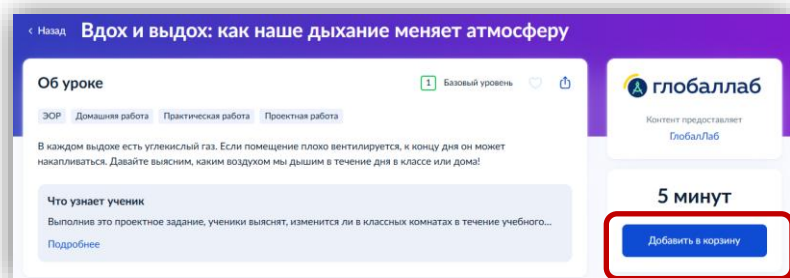 ‹ Назад Вдох и выдох: как наше дыхание меняет атмосферу
Об уроке
1 Базовый уровень
ЭОР Домашняя работа Практическая работа Проектная работа
В каждом выдохе есть углекислый газ. Если помещение плохо вентилируется, к концу дня он может
накапливаться. Давайте выясним, каким воздухом мы дышим в течение дня в классе или дома!
Что узнает ученик
Выполнив это проектное задание, ученики выяснят, изменится ли в классных комнатах в течение учебного...
Подробнее
глобаллаб
Контент предоставляет
ГлобалЛаб
5 минут
Добавить в корзину